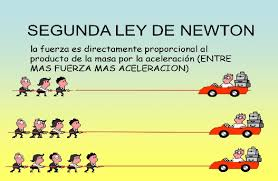 SEGUNDA LEY DE NEWTON
la fuerza es directamente proporcional al
producto de la masa por la aceleración (ENTRE
MAS FUERZA MAS ACELERACION)